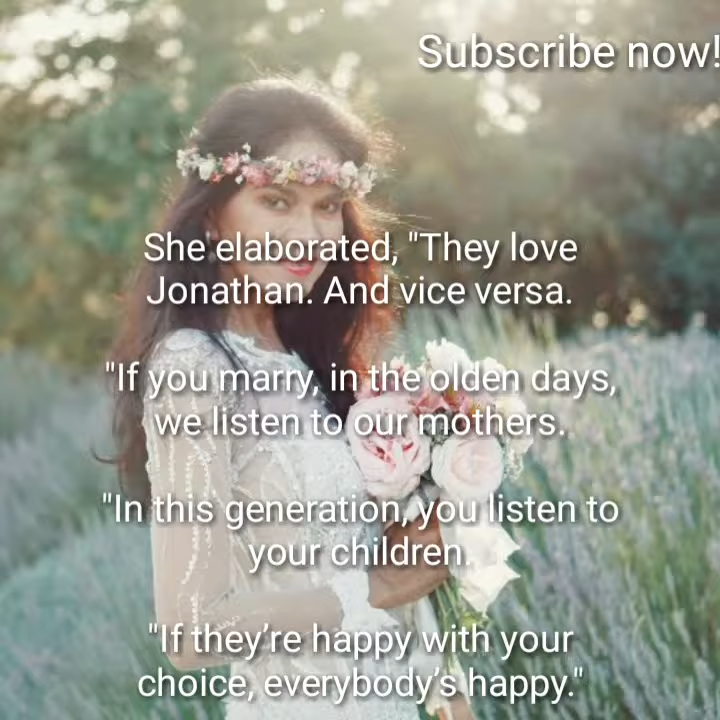 Subscribe now!
She elaborated, "They love
Jonathan. And vice versa.
"If you marry, in the olden days,
we listen to our mothers.
"In this generation, you listen to
your children.
"If they’re happy with your
choice, everybody’s happy."